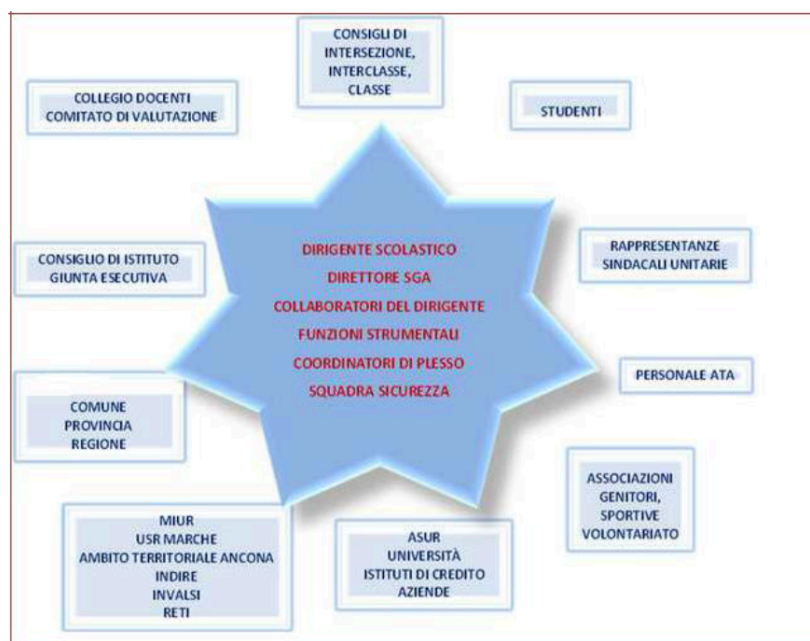 CONSIGLI DI
INTERSEZIONE,
INTERCLASSE,
CLASSE
COLLEGIO DOCENTI
COMITATO DI VALUTAZIONE
STUDENTI
CONSIGLIO DI ISTITUTO
GIUNTA ESECUTIVA
DIRIGENTE SCOLASTICO
DIRETTORE SGA
COLLABORATORI DEL DIRIGENTE
FUNZIONI STRUMENTALI
COORDINATORI DI PLESSO
SQUADRA SICUREZZA
RAPPRESENTANZE
SINDACALI UNITARIE
PERSONALE ATA
COMUNE
PROVINCIA
REGIONE
ASSOCIAZIONI
GENITORI,
SPORTIVE
VOLONTARIATO
MIUR
USR MARCHE
AMBITO TERRITORIALE ANCONA
INDIRE
INVALSI
RETI
ASUR
UNIVERSITÀ
ISTITUTI DI CREDITO
AZIENDE